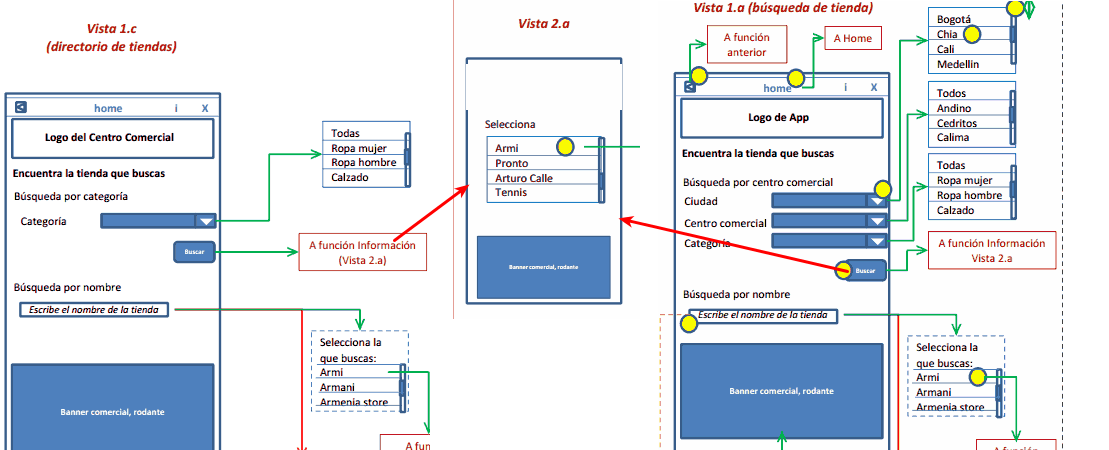 Vista 1.c
(directorio de tiendas)
home i X
Logo del Centro Comercial
Encuentra la tienda que buscas
Búsqueda por categoría
Categoría
Buscar
Todas
Ropa mujer
Ropa hombre
Calzado
A función Información
(Vista 2.a)
Búsqueda por nombre
Escribe el nombre de la tienda
Selecciona la
que buscas:
Armi
Armani
Armenia store
Banner comercial, rodante
A fun
Vista 2.a
Selecciona
Armi
Pronto
Arturo Calle
Tennis
Banner comercial, rodante
Vista 1.a (búsqueda de tienda)
A función
anterior
A Home
home i X
Logo de App
Encuentra la tienda que buscas
Búsqueda por centro comercial
Ciudad
Centro comercial
Categoría
Buscar
Bogotá
Chia
Cali
Medellin
Todos
Andino
Cedritos
Calima
Todas
Ropa mujer
Ropa hombre
Calzado
A función Información
Vista 2.a
Búsqueda por nombre
Escribe el nombre de la tienda
Selecciona la
que buscas:
Armi
Armani
Armenia store
Banner comercial, rodante
A función